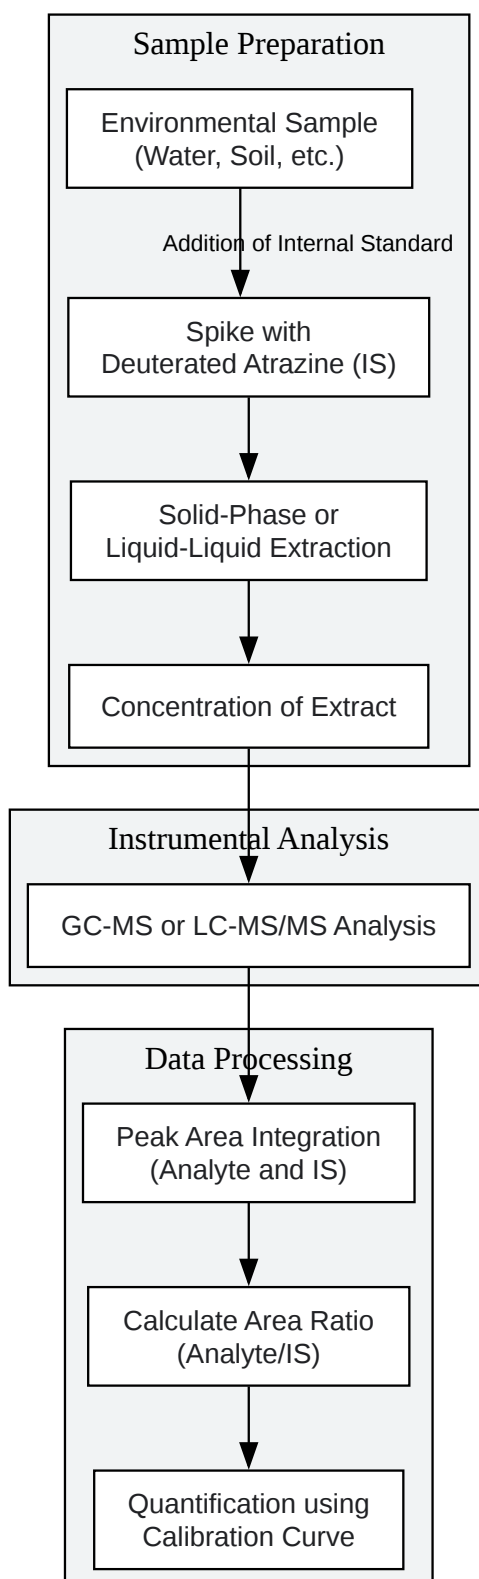 Sample Preparation
Environmental Sample
(Water, Soil, etc.)
Addition of Internal Standard
Spike with
Deuterated Atrazine (IS)
Solid-Phase or
Liquid-Liquid Extraction
Concentration of Extract
Instrumental Analysis
GC-MS or LC-MS/MS Analysis
Data Processing
Peak Area Integration
(Analyte and IS)
Calculate Area Ratio
(Analyte/IS)
Quantification using
Calibration Curve